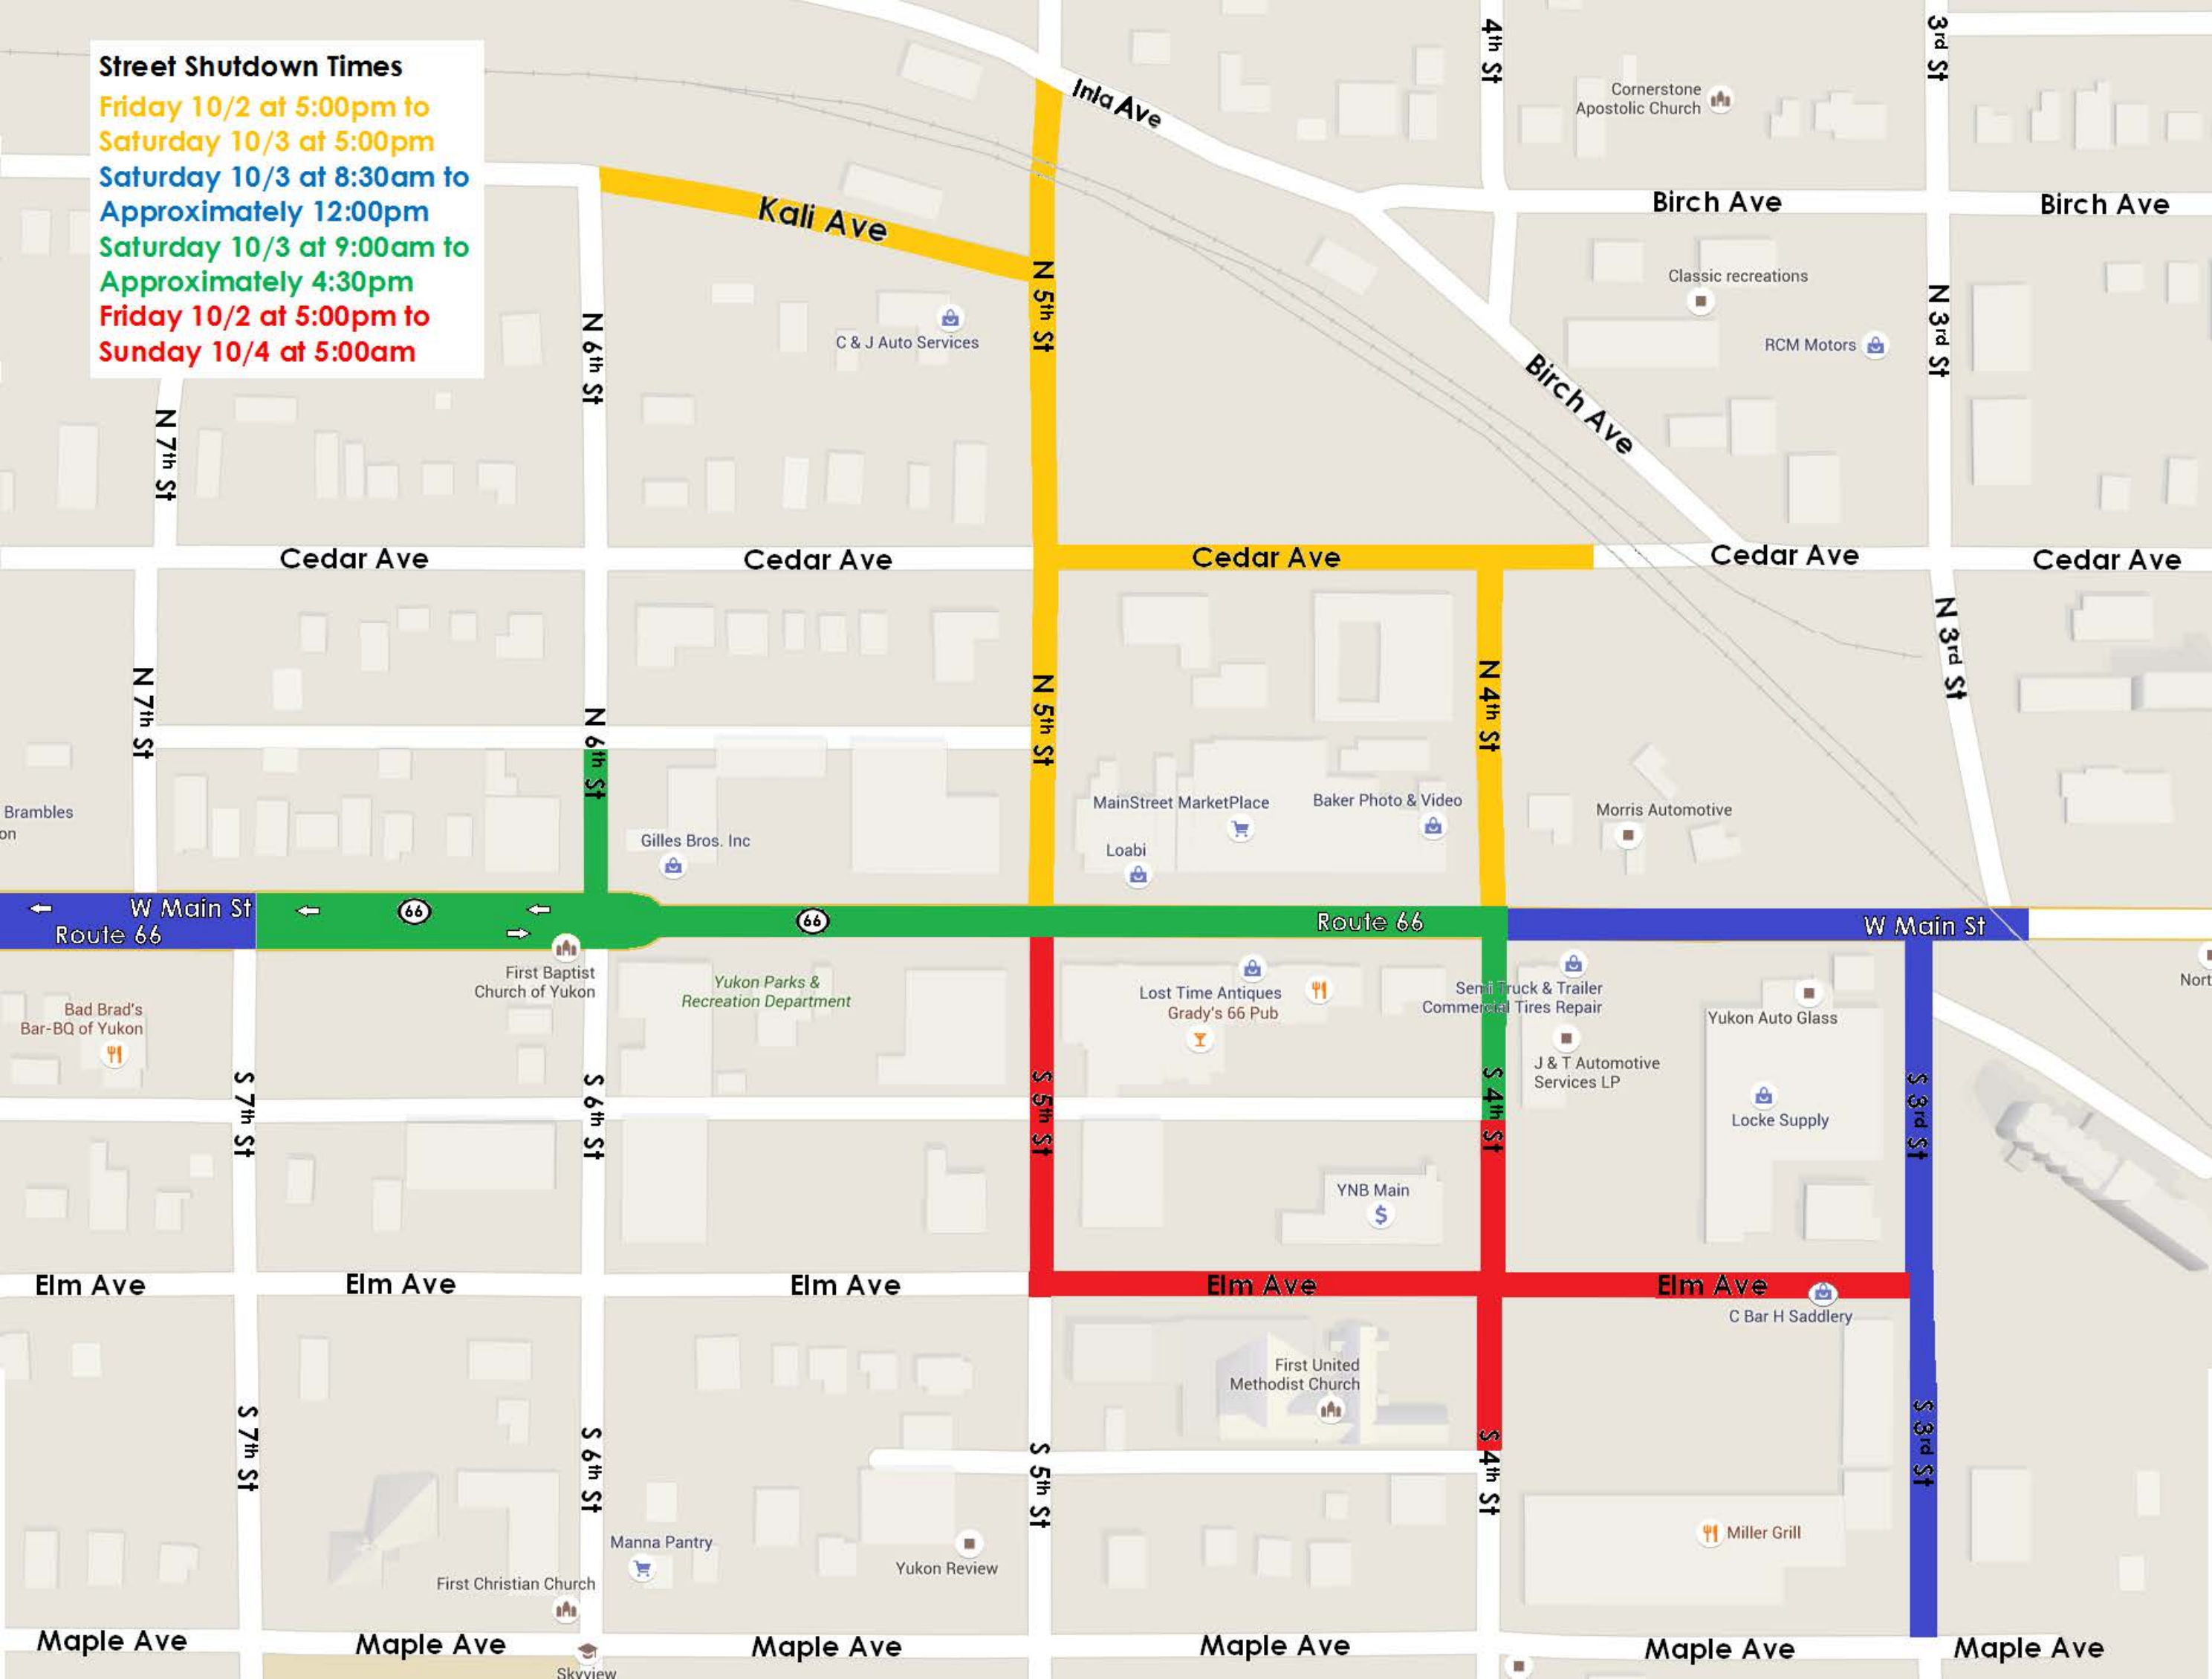 Street Shutdown Times
Friday 10/2 at 5:00pm to
Saturday 10/3 at 5:00pm
Saturday 10/3 at 8:30am to
Approximately 12:00pm
Saturday 10/3 at 9:00am to
Approximately 4:30pm
Friday 10/2 at 5:00pm to
Sunday 10/4 at 5:00am
4th St
3rd St
Inla Ave
Cornerstone
Apostolic Church
Kali Ave
Birch Ave
Birch Ave
N 5th St
Classic recreations
N 6th St
C & J Auto Services
RCM Motors
N 3rd St
Birch Ave
N 7th St
Cedar Ave
Cedar Ave
Cedar Ave
Cedar Ave
Cedar Ave
N 3rd St
N 7th St
N 6th St
N 5th St
N 4th St
Brambles
on
Gilles Bros. Inc
MainStreet MarketPlace
Baker Photo & Video
Loabi
Morris Automotive
W Main St
Route 66
66
66
Route 66
W Main St
First Baptist
Church of Yukon
Yukon Parks &
Recreation Department
Lost Time Antiques
Grady's 66 Pub
Semi Truck & Trailer
Commercial Tires Repair
Yukon Auto Glass
Nort
Bad Brad's
Bar-BQ of Yukon
J & T Automotive
Services LP
S 7th St
S 6th St
S 5th St
S 4th St
S 3rd St
Locke Supply
YNB Main
$
Elm Ave
Elm Ave
Elm Ave
Elm Ave
Elm Ave
C Bar H Saddlery
First United
Methodist Church
S 7th St
S 6th St
S 5th St
S 4th St
S 3rd St
Manna Pantry
Yukon Review
Miller Grill
First Christian Church
Maple Ave
Maple Ave
Maple Ave
Maple Ave
Maple Ave
Maple Ave
Skyview